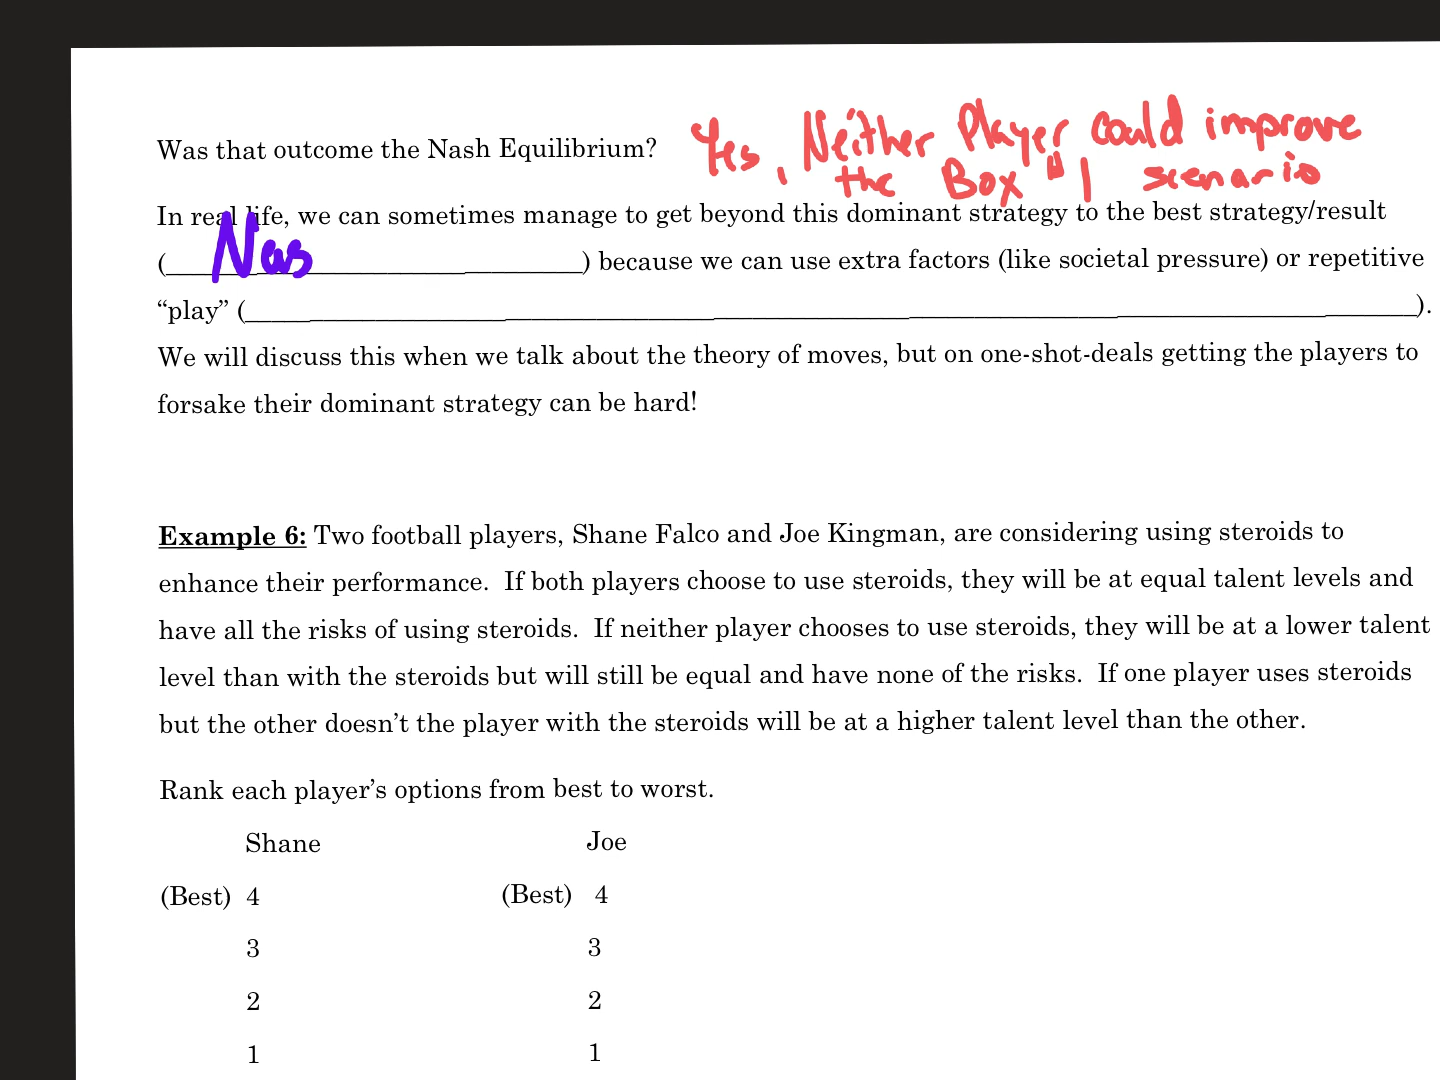 Was that outcome the Nash Equilibrium? Yes, Neither Player could improve
the Box #1 scenario
In real life, we can sometimes manage to get beyond this dominant strategy to the best strategy/result
(Nas______________________) because we can use extra factors (like societal pressure) or repetitive
“play” (____________________________________________________________).
We will discuss this when we talk about the theory of moves, but on one-shot-deals getting the players to
forsake their dominant strategy can be hard!
Example 6: Two football players, Shane Falco and Joe Kingman, are considering using steroids to
enhance their performance. If both players choose to use steroids, they will be at equal talent levels and
have all the risks of using steroids. If neither player chooses to use steroids, they will be at a lower talent
level than with the steroids but will still be equal and have none of the risks. If one player uses steroids
but the other doesn’t the player with the steroids will be at a higher talent level than the other.
Rank each player’s options from best to worst.
Shane Joe
(Best) 4 (Best) 4
3 3
2 2
1 1